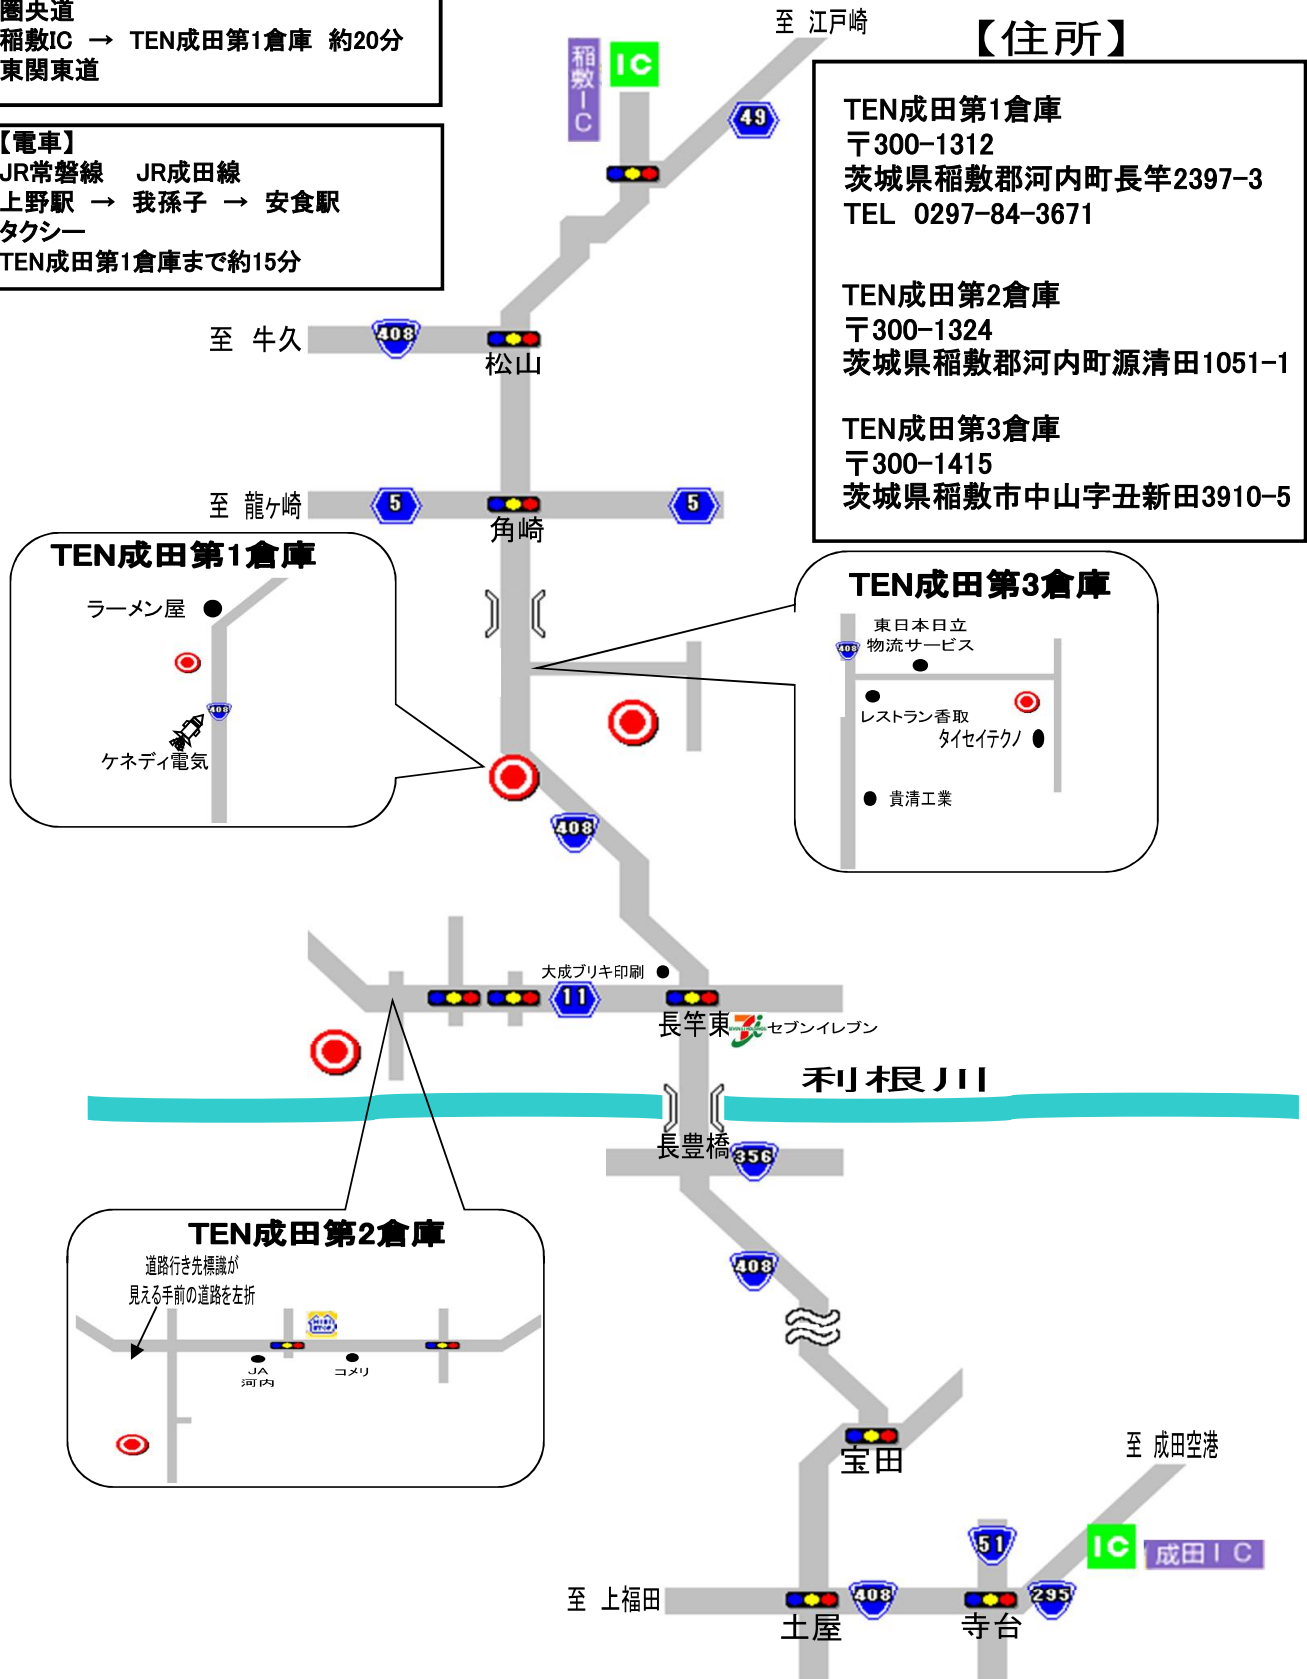 圏央道
稲敷IC → TEN成田第1倉庫 約20分
東関東道
【電車】
JR常磐線 JR成田線
上野駅 → 我孫子 → 安食駅
タクシー
TEN成田第1倉庫まで約15分
至 江戸崎
【住所】
TEN成田第1倉庫
〒300-1312
茨城県稲敷郡河内町長竿2397-3
TEL 0297-84-3671
TEN成田第2倉庫
〒300-1324
茨城県稲敷郡河内町源清田1051-1
TEN成田第3倉庫
〒300-1415
茨城県稲敷市中山字丑新田3910-5
稲敷IC
IC
49
至 牛久
408
松山
至 龍ヶ崎
5
5
角崎
TEN成田第1倉庫
ラーメン屋
408
ケネディ電気
TEN成田第3倉庫
東日本日立
物流サービス
408
レストラン香取
タイセイテクノ
貴清工業
408
大成ブリキ印刷
11
長竿東
セブンイレブン
利根川
長豊橋
356
408
TEN成田第2倉庫
道路行き先標識が
見える手前の道路を左折
JA
河内
コメリ
宝田
至 成田空港
51
IC
成田IC
至 上福田
408
295
土屋
寺台